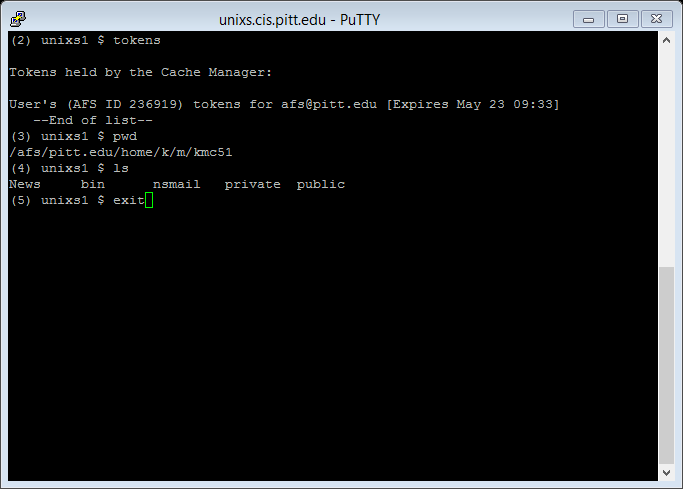 unixs.cis.pitt.edu - PuTTY
(2) unixs1 $ tokens
Tokens held by the Cache Manager:
User's (AFS ID 236919) tokens for afs@pitt.edu [Expires May 23 09:33]
--End of list--
(3) unixs1 $ pwd
/afs/pitt.edu/home/k/m/kmc51
(4) unixs1 $ ls
News bin nsmail private public
(5) unixs1 $ exit